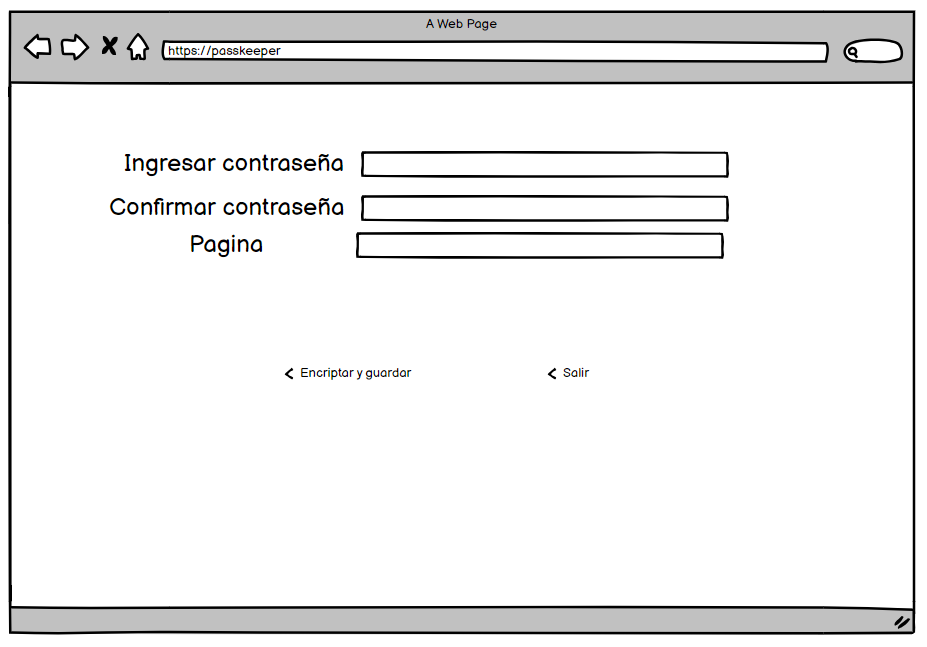 A Web Page
https://passkeeper
Ingresar contraseña
Confirmar contraseña
Pagina
Encriptar y guardar
Salir